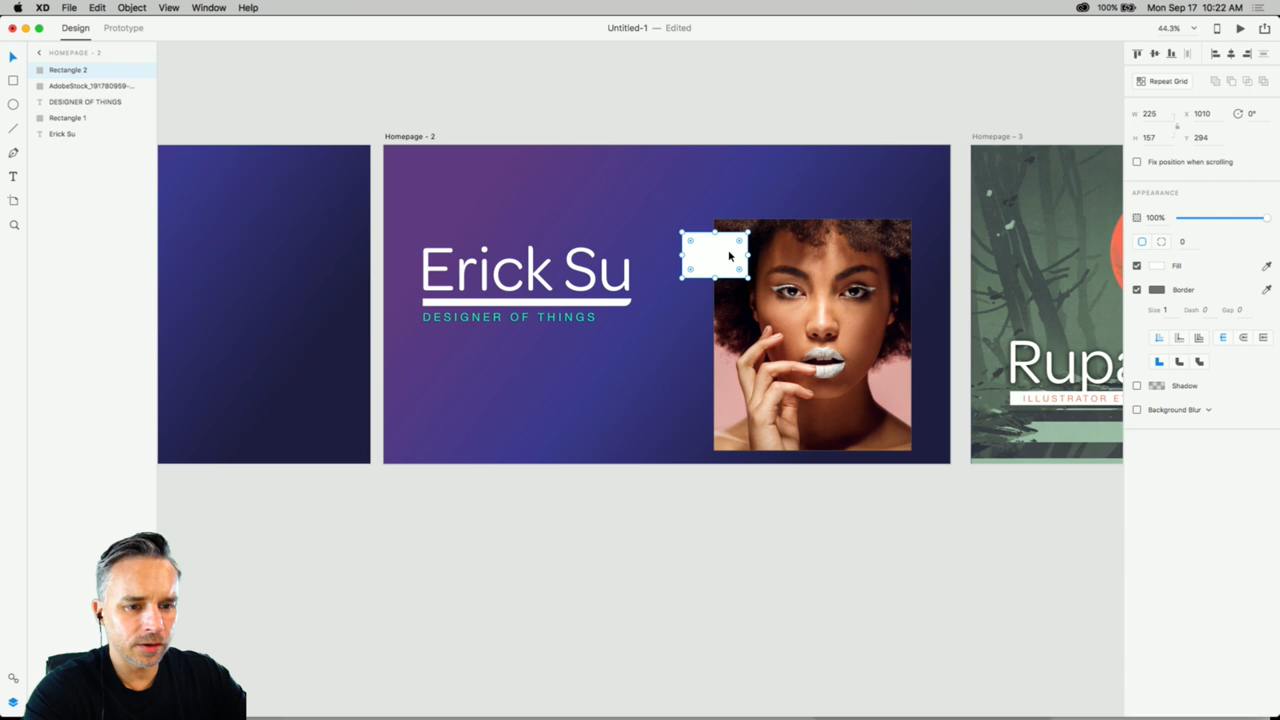 XD File Edit Object View Window Help
100% Mon Sep 17 10:22 AM
Design Prototype
Untitled-1 — Edited
44.3%
HOMEPAGE - 2
Rectangle 2
AdobeStock_191780959-...
DESIGNER OF THINGS
Rectangle 1
Erick Su
Homepage - 2
Homepage - 3
Erick Su
DESIGNER OF THINGS
Rupa
ILLUSTRATOR ET
Repeat Grid
W 225 X 1010 0°
H 157 Y 294
Fix position when scrolling
APPEARANCE
100%
0
Fill
Border
Size 1 Dash 0 Gap 0
Shadow
Background Blur